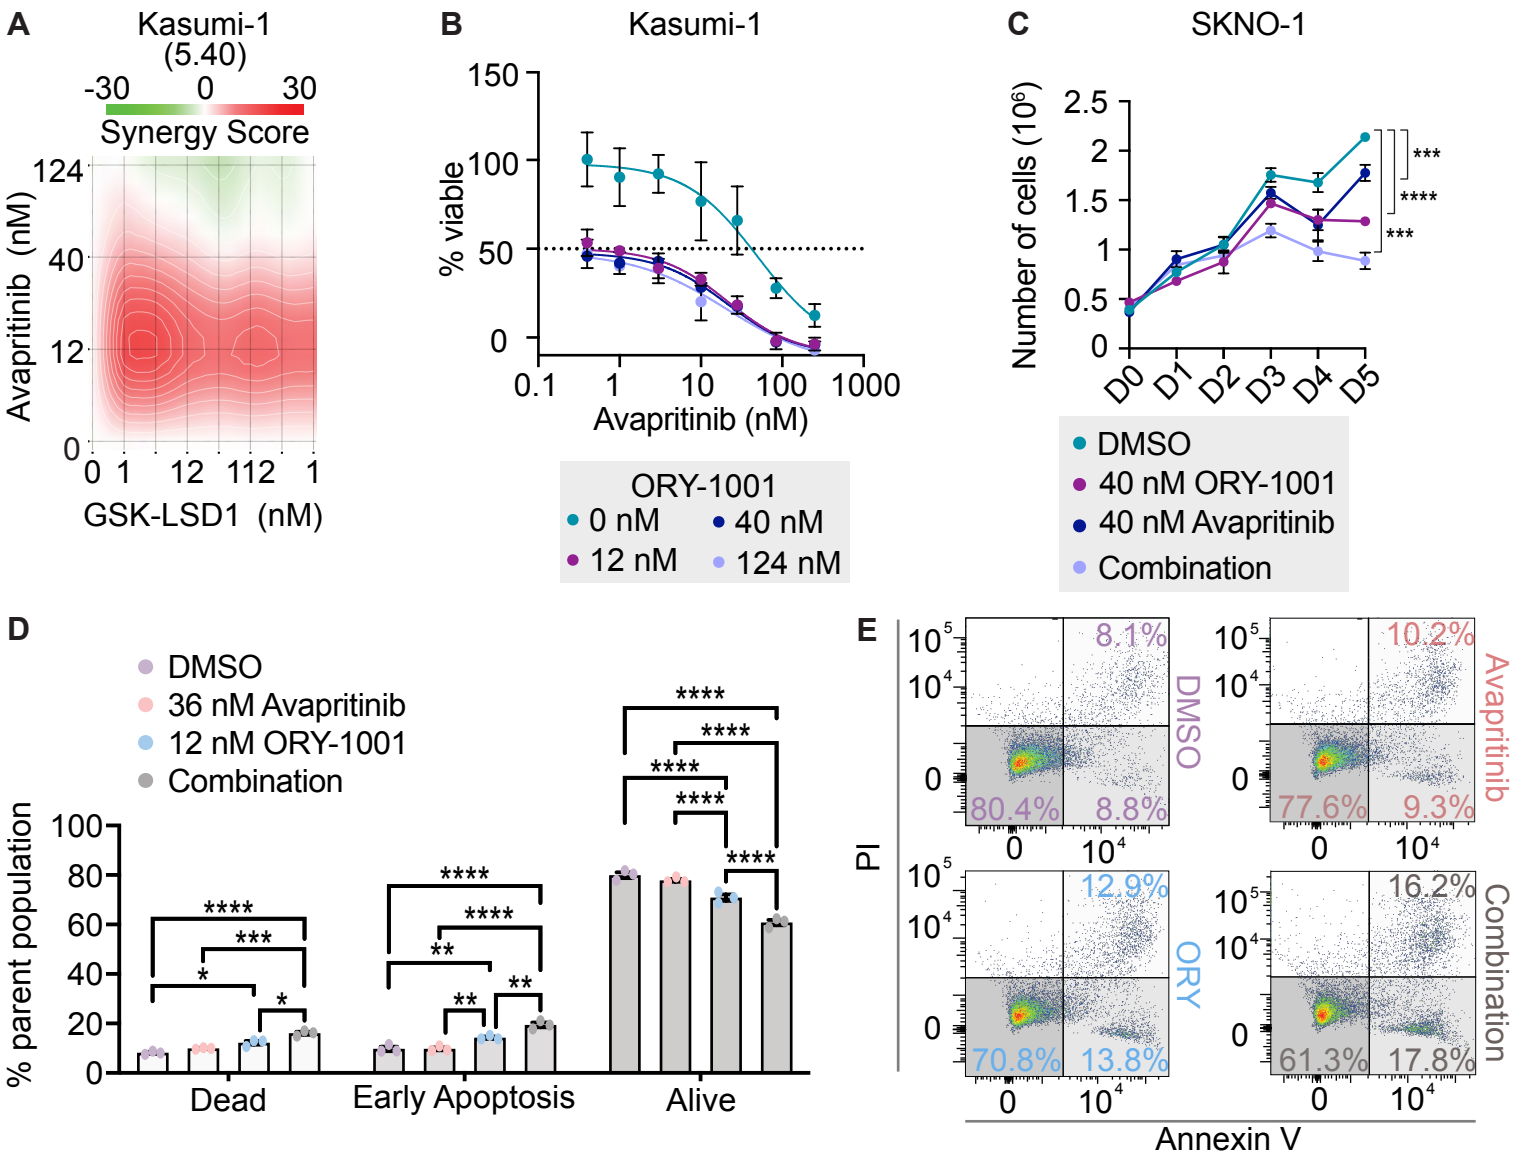 A
Kasumi-1
(5.40)
-30 0 30
Synergy Score
124
40
12
0
Avapritinib (nM)
0 1 12 112 1
GSK-LSD1 (nM)
B
Kasumi-1
150
100
50
0
% viable
0.1 1 10 100 1000
Avapritinib (nM)
ORY-1001
0 nM 40 nM
12 nM 124 nM
C
SKNO-1
2.5
2
1.5
1
0.5
0
Number of cells (10⁶)
***
****
***
D0 D1 D2 D3 D4 D5
DMSO
40 nM ORY-1001
40 nM Avapritinib
Combination
D
DMSO
36 nM Avapritinib
12 nM ORY-1001
Combination
% parent population
100
80
60
40
20
0
****
***
*
*
****
****
**
**
**
****
****
****
****
****
Dead Early Apoptosis Alive
E
PI
10⁵
10⁴
0
8.1%
80.4% 8.8%
0 10⁴
DMSO
10⁵
10⁴
0
10.2%
77.6% 9.3%
0 10⁴
Avapritinib
10⁵
10⁴
0
12.9%
70.8% 13.8%
0 10⁴
ORY
10⁵
10⁴
0
16.2%
61.3% 17.8%
0 10⁴
Combination
Annexin V